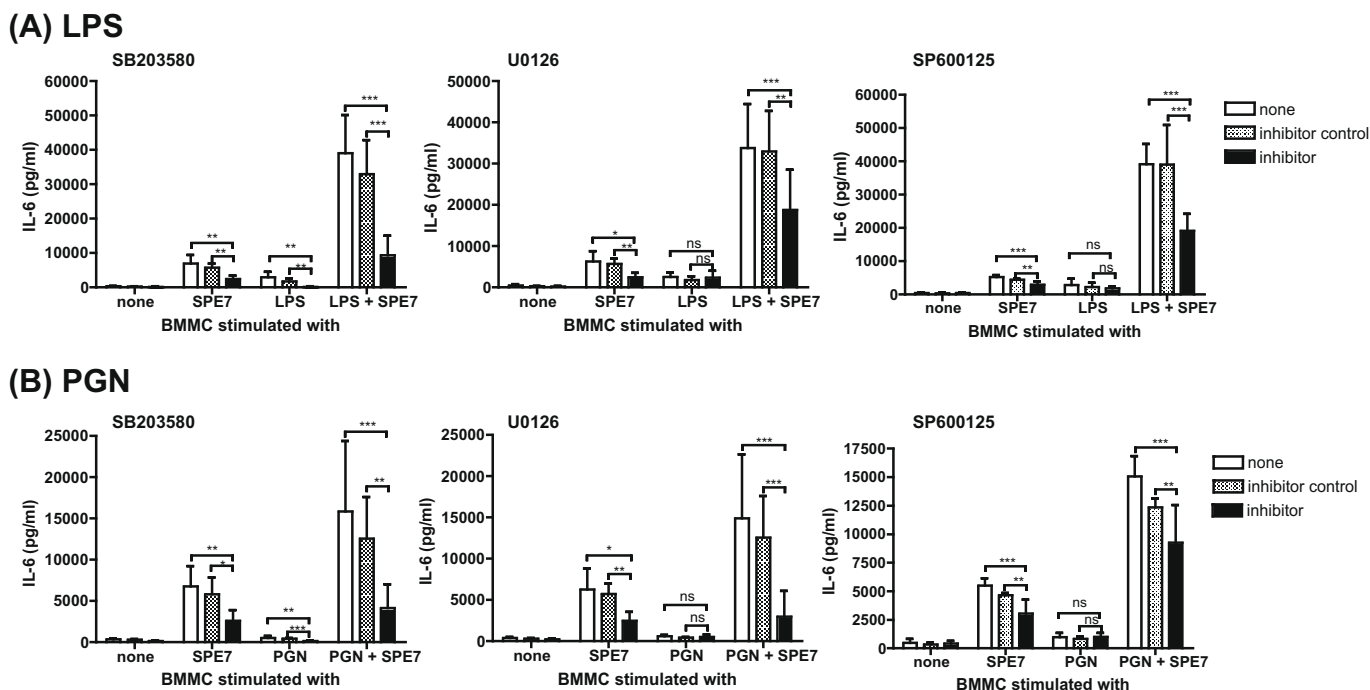 (A) LPS
SB203580
IL-6 (pg/ml)
60000
50000
40000
30000
20000
10000
0
** ** ** ** *** ***
none SPE7 LPS LPS + SPE7
BMMC stimulated with
U0126
IL-6 (pg/ml)
50000
40000
30000
20000
10000
0
* ** ns ns *** **
none SPE7 LPS LPS + SPE7
BMMC stimulated with
SP600125
IL-6 (pg/ml)
60000
50000
40000
30000
20000
10000
0
*** ** ns ns *** ***
none SPE7 LPS LPS + SPE7
BMMC stimulated with
none
inhibitor control
inhibitor
(B) PGN
SB203580
IL-6 (pg/ml)
25000
20000
15000
10000
5000
0
** * ** *** *** **
none SPE7 PGN PGN + SPE7
BMMC stimulated with
U0126
IL-6 (pg/ml)
25000
20000
15000
10000
5000
0
* ** ns ns *** ***
none SPE7 PGN PGN + SPE7
BMMC stimulated with
SP600125
IL-6 (pg/ml)
17500
15000
12500
10000
7500
5000
2500
0
*** ** ns ns *** **
none SPE7 PGN PGN + SPE7
BMMC stimulated with
none
inhibitor control
inhibitor